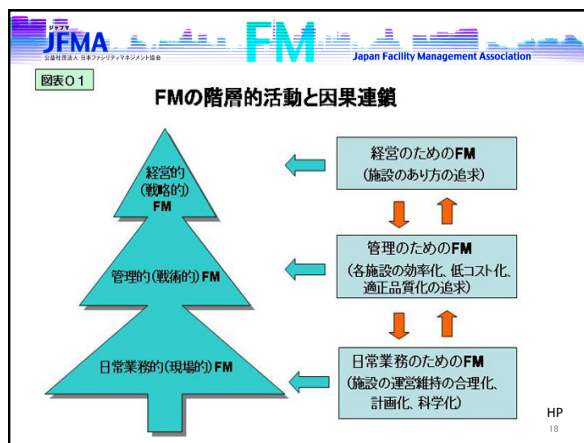 ジャフマ
JFMA
公益社団法人 日本ファシリティマネジメント協会
FM
Japan Facility Management Association
図表01
FMの階層的活動と因果連鎖
経営的
(戦略的)
FM
経営のためのFM
(施設のあり方の追求)
管理的(戦術的)FM
管理のためのFM
(各施設の効率化、低コスト化、
適正品質化の追求)
日常業務的(現場的)FM
日常業務のためのFM
(施設の運営維持の合理化、
計画化、科学化)
HP
18